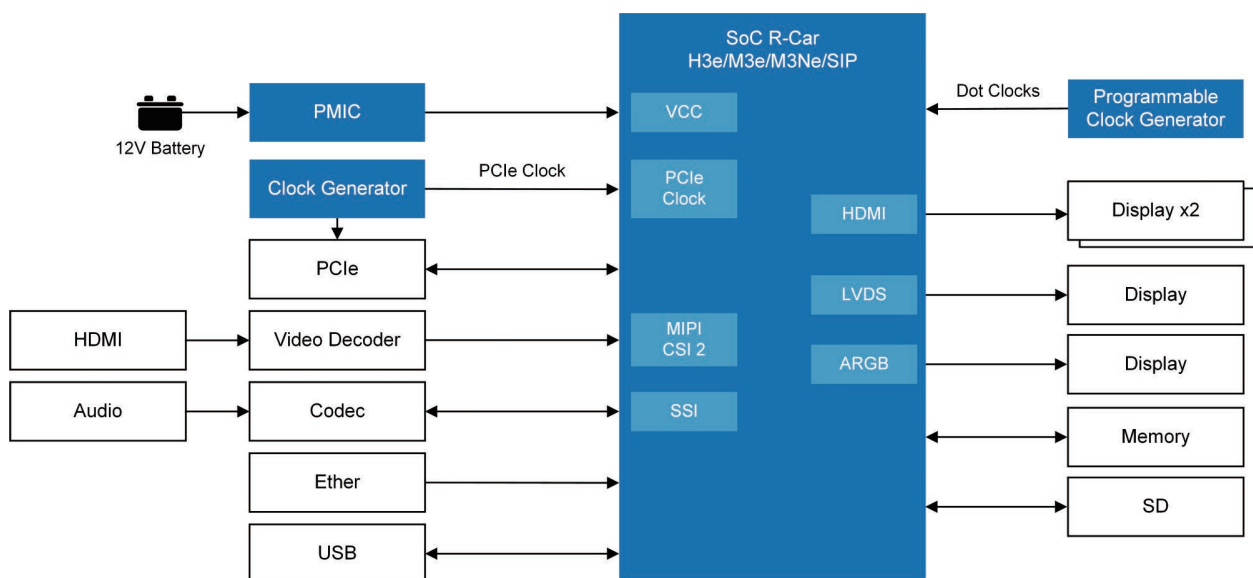 SoC R-Car
H3e/M3e/M3Ne/SIP
12V Battery
PMIC
VCC
Dot Clocks
Programmable
Clock Generator
Clock Generator
PCIe Clock
PCIe
Clock
HDMI
Display x2
PCIe
LVDS
Display
HDMI
Video Decoder
MIPI
CSI 2
ARGB
Display
Audio
Codec
SSI
Memory
Ether
SD
USB